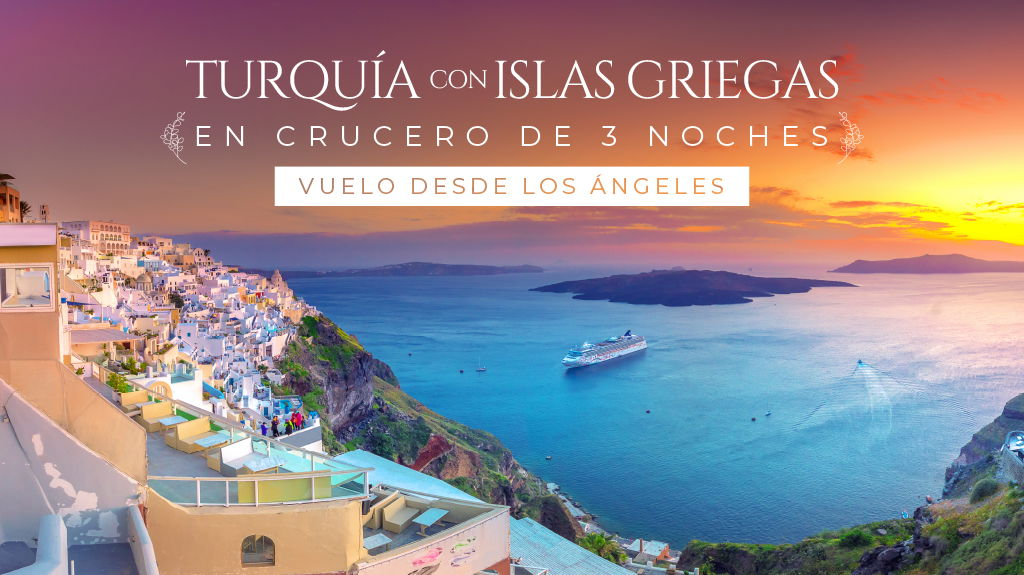 TURQUÍA CON ISLAS GRIEGAS
EN CRUCERO DE 3 NOCHES
VUELO DESDE LOS ÁNGELES